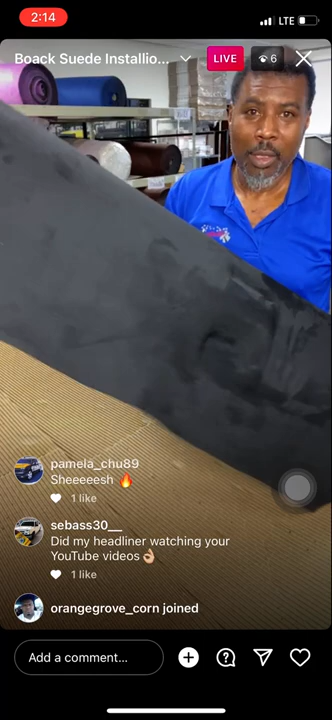 2:14
LTE
Boack Suede Installio...
LIVE
6
pamela_chu89
Sheeeeesh 🔥
1 like
sebass30__
Did my headliner watching your
YouTube videos👌🏼
1 like
orangegrove_corn joined
Add a comment...